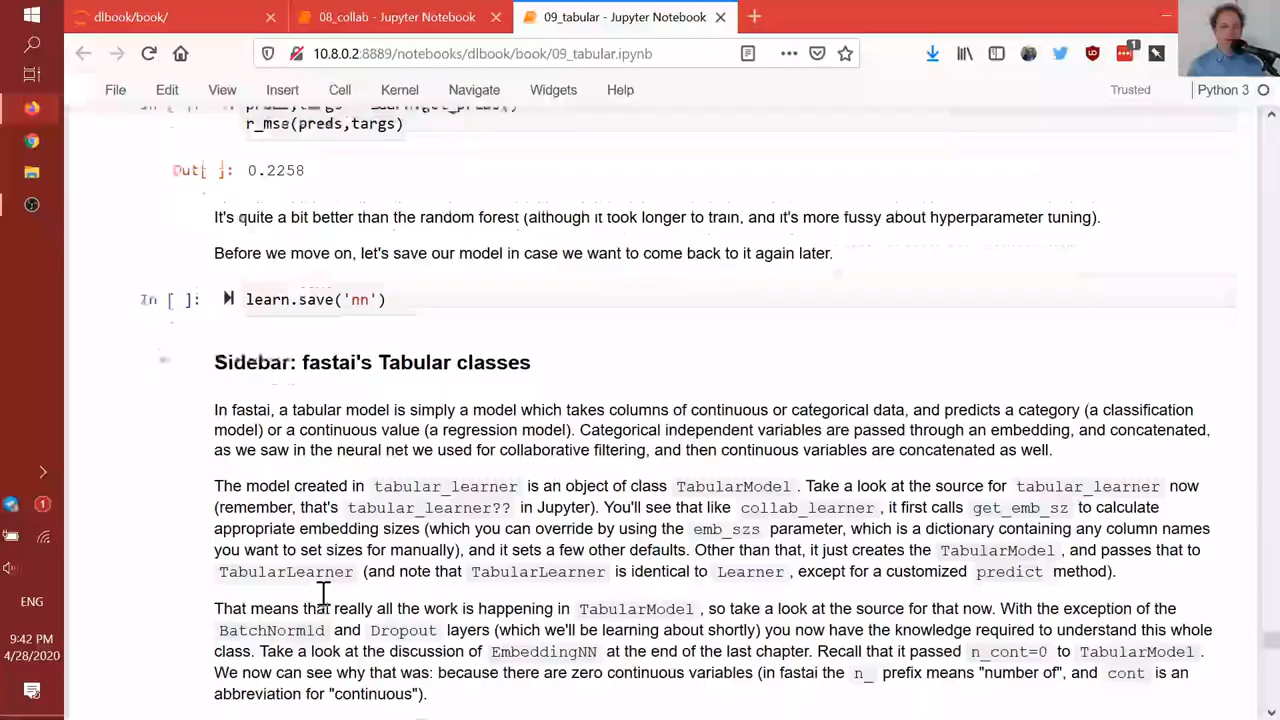 dlbook/book/
08_collab - Jupyter Notebook
09_tabular - Jupyter Notebook
10.8.0.2:8889/notebooks/dlbook/book/09_tabular.ipynb
File Edit View Insert Cell Kernel Navigate Widgets Help
Trusted Python 3
r_mse(preds,targs)
0.2258
It's quite a bit better than the random forest (although it took longer to train, and it's more fussy about hyperparameter tuning).
Before we move on, let's save our model in case we want to come back to it again later.
In [ ]: learn.save('nn')
Sidebar: fastai's Tabular classes
In fastai, a tabular model is simply a model which takes columns of continuous or categorical data, and predicts a category (a classification
model) or a continuous value (a regression model). Categorical independent variables are passed through an embedding, and concatenated,
as we saw in the neural net we used for collaborative filtering, and then continuous variables are concatenated as well.
The model created in tabular_learner is an object of class TabularModel. Take a look at the source for tabular_learner now
(remember, that's tabular_learner?? in Jupyter). You'll see that like collab_learner, it first calls get_emb_sz to calculate
appropriate embedding sizes (which you can override by using the emb_szs parameter, which is a dictionary containing any column names
you want to set sizes for manually), and it sets a few other defaults. Other than that, it just creates the TabularModel, and passes that to
TabularLearner (and note that TabularLearner is identical to Learner, except for a customized predict method).
That means that really all the work is happening in TabularModel, so take a look at the source for that now. With the exception of the
BatchNorm1d and Dropout layers (which we'll be learning about shortly) you now have the knowledge required to understand this whole
class. Take a look at the discussion of EmbeddingNN at the end of the last chapter. Recall that it passed n_cont=0 to TabularModel.
We now can see why that was: because there are zero continuous variables (in fastai the n_ prefix means "number of", and cont is an
abbreviation for "continuous").
ENG
9:42 PM
4/28/2020